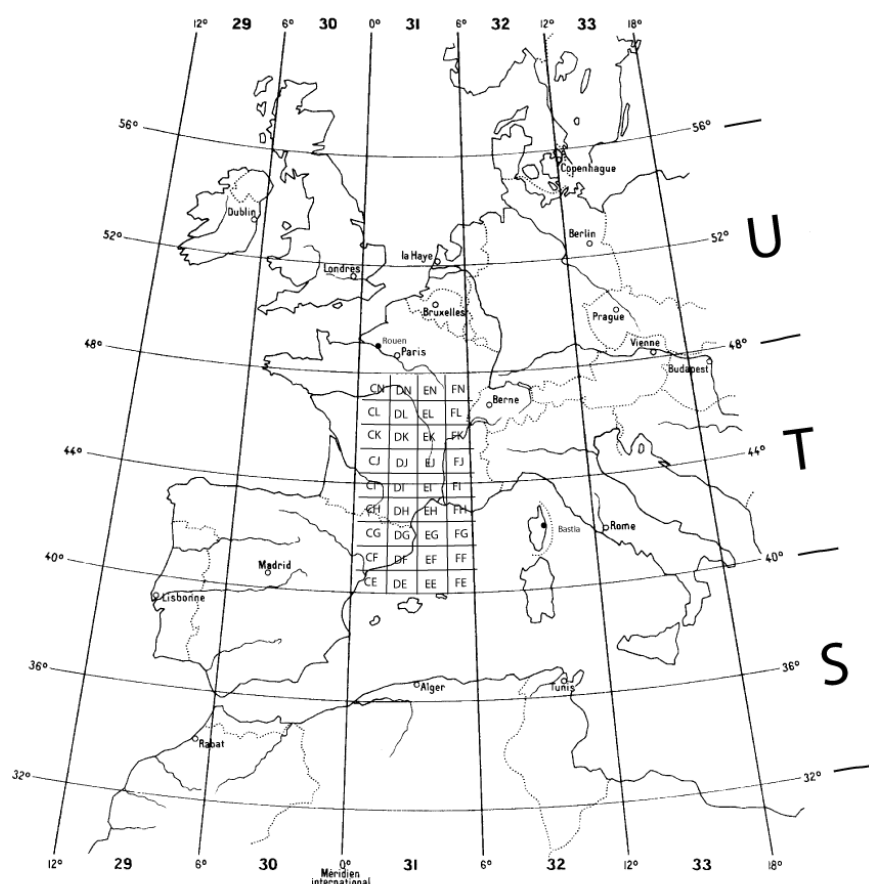 12° 29 6° 30 0° 31 6° 32 12° 33 18°
56° 56°
Copenhague
Dublin
U
52° Berlin 52°
la Haye
Londres
Bruxelles
Prague
48° Rouen Vienne 48°
Paris
Budapest
CN DN EN FN
Berne
CL DL EL FL
CK DK EK FK
44° 44° T
CJ DJ EJ FJ
CI DI EI FI
CH DH EH FH
Bastia Rome
CG DG EG FG
40° Madrid CF DF EF FF 40°
CE DE EE FE
Lisbonne
36° 36° S
Alger Tunis
Rabat
32° 32°
12° 29 6° 30 0° 31 6° 32 12° 33 18°
Méridien
international